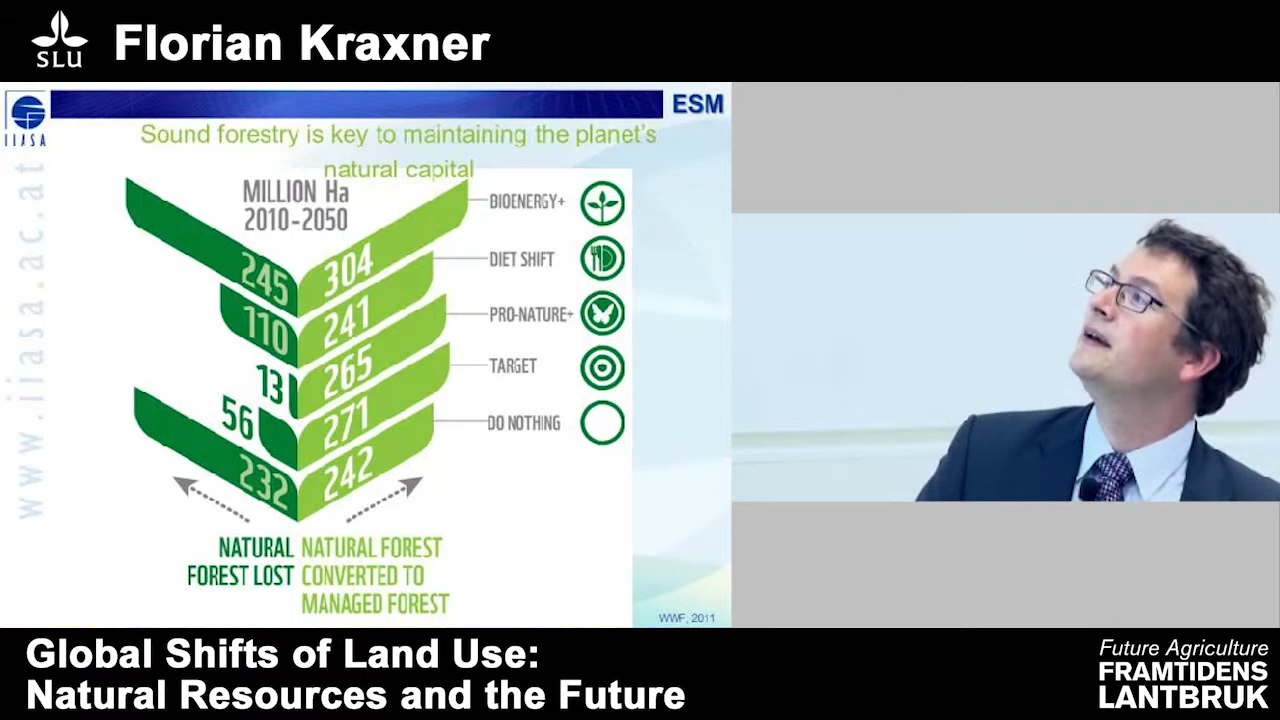 SLU
Florian Kraxner
IIASA
ESM
www.iiasa.ac.at
Sound forestry is key to maintaining the planet's
natural capital
MILLION Ha
2010-2050
BIOENERGY+
245 304
DIET SHIFT
110 241
PRO-NATURE+
13 265
TARGET
56 271
DO NOTHING
232 242
NATURAL
FOREST LOST
NATURAL FOREST
CONVERTED TO
MANAGED FOREST
WWF, 2011
Global Shifts of Land Use:
Natural Resources and the Future
Future Agriculture
FRAMTIDENS
LANTBRUK